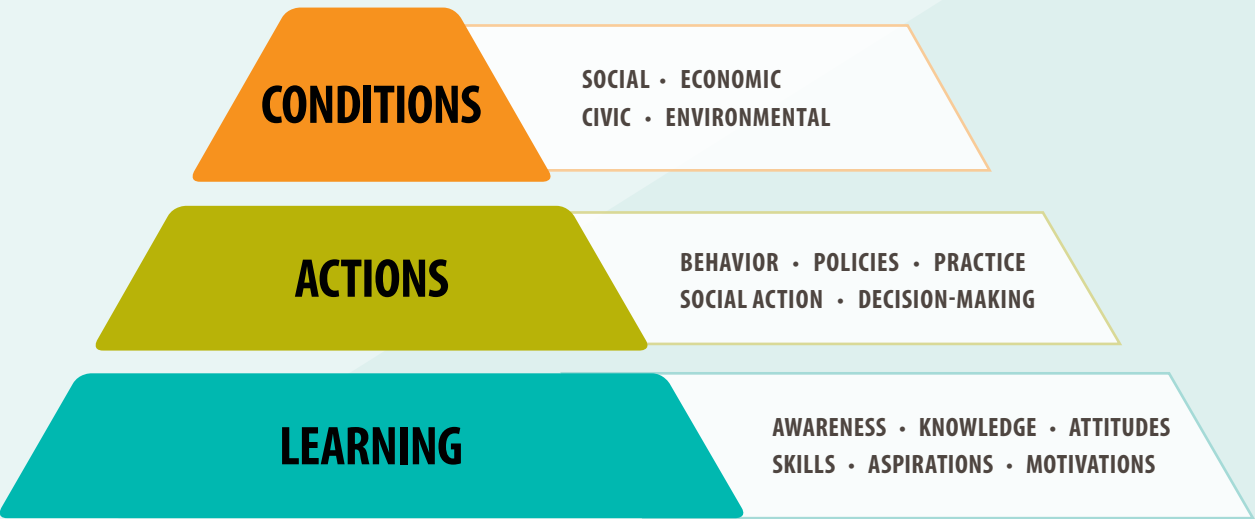 CONDITIONS
SOCIAL • ECONOMIC
CIVIC • ENVIRONMENTAL
ACTIONS
BEHAVIOR • POLICIES • PRACTICE
SOCIAL ACTION • DECISION-MAKING
LEARNING
AWARENESS • KNOWLEDGE • ATTITUDES
SKILLS • ASPIRATIONS • MOTIVATIONS